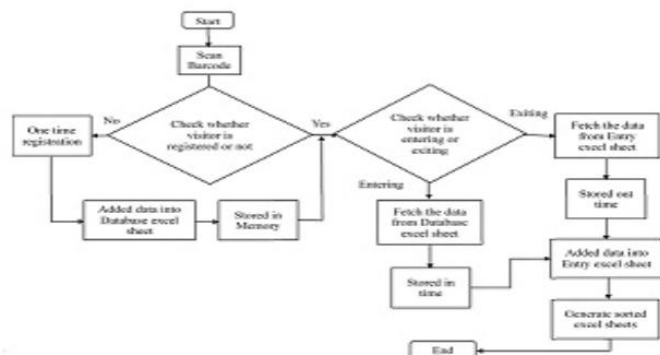 Start
Scan
Barcode
No
Check whether
visitor is
registered or not
Yes
One time
registration
Added data into
Database excel
sheet
Stored in
Memory
Check whether
visitor is
entering or
exiting
Exiting
Entering
Fetch the data
from Entry
excel sheet
Stored out
time
Fetch the data
from Database
excel sheet
Stored in
time
Added data into
Entry excel sheet
Generate sorted
excel sheets
End